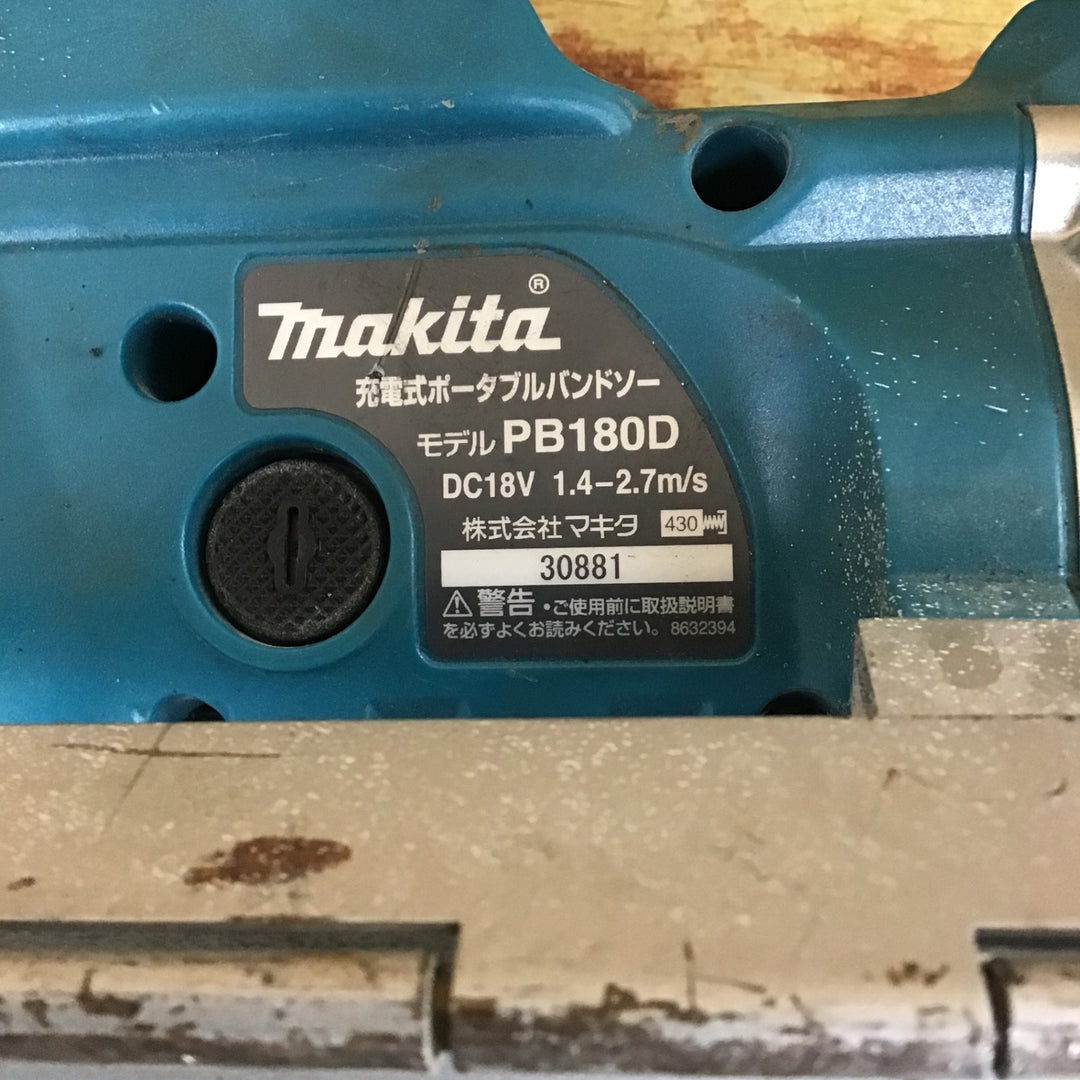 makita®
充電式ポータブルバンドソー
モデル PB180D
DC18V 1.4-2.7m/s
株式会社マキタ 430
30881
⚠警告・ご使用前に取扱説明書
を必ずよくお読みください。 8632394